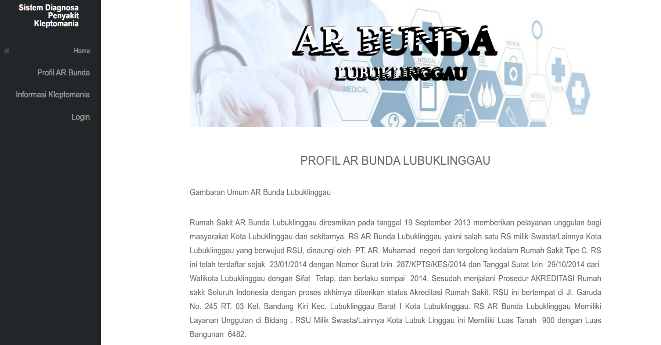 Sistem Diagnosa
Penyakit
Kleptomania
Home
Profil AR Bunda
Informasi Kleptomania
Login
AR BUNDA
LUBUKLINGGAU
MEDICAL
MEDICAL
MEDICAL
PROFIL AR BUNDA LUBUKLINGGAU
Gambaran Umum AR Bunda Lubuklinggau
Rumah Sakit AR Bunda Lubuklinggau diresmikan pada tanggal 19 September 2013 memberikan pelayanan unggulan bagi
masyarakat Kota Lubuklinggau dan sekitarnya. RS AR Bunda Lubuklinggau yakni salah satu RS milik Swasta/Lainnya Kota
Lubuklinggau yang berwujud RSU, dinaungi oleh PT. AR. Muhamad negeri dan tergolong kedalam Rumah Sakit Tipe C. RS
ini telah terdaftar sejak 23/01/2014 dengan Nomor Surat Izin 287/KPTS/KES/2014 dan Tanggal Surat Izin 29/10/2014 dari
Walikota Lubuklinggau dengan Sifat Tetap, dan berlaku sampai 2014. Sesudah menjalani Prosedur AKREDITASI Rumah
sakit Seluruh Indonesia dengan proses akhirnya diberikan status Akreditasi Rumah Sakit. RSU ini bertempat di Jl. Garuda
No. 245 RT. 03 Kel. Bandung Kiri Kec. Lubuklinggau Barat I Kota Lubuklinggau. RS AR Bunda Lubuklinggau Memiliki
Layanan Unggulan di Bidang . RSU Milik Swasta/Lainnya Kota Lubuk Linggau ini Memiliki Luas Tanah 900 dengan Luas
Bangunan 6482.